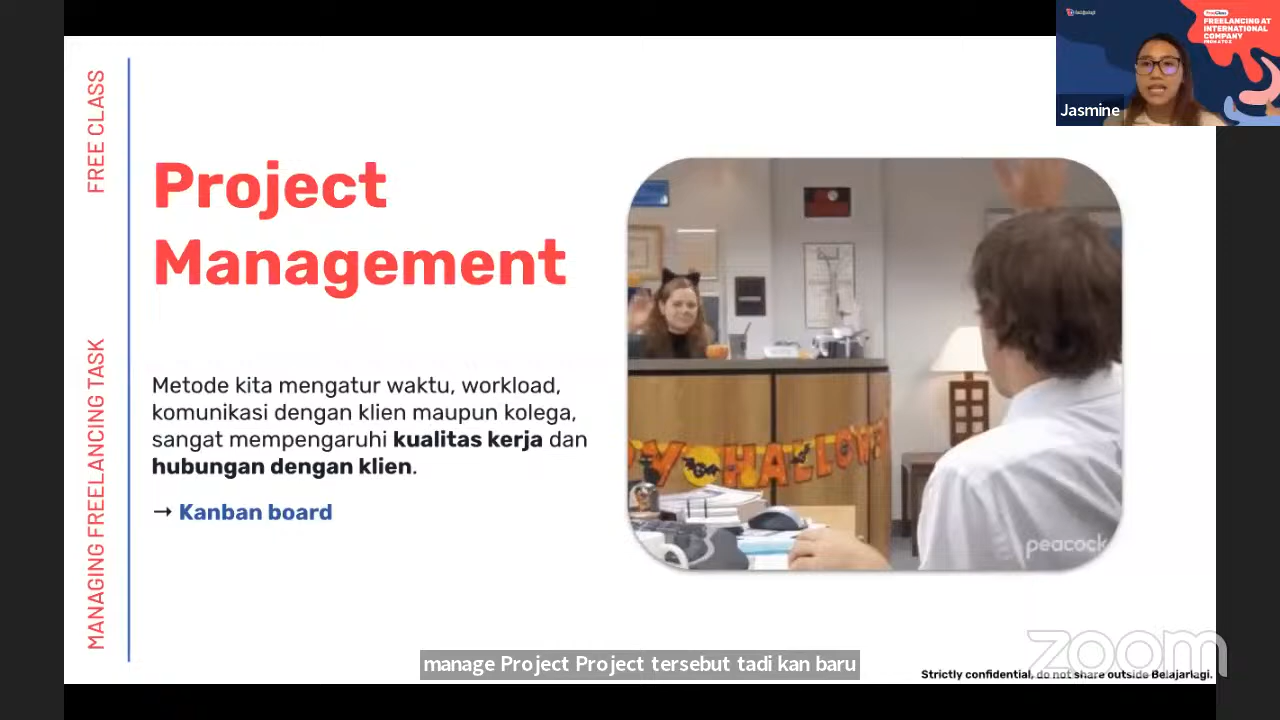 FREE CLASS
MANAGING FREELANCING TASK
Project
Management
Metode kita mengatur waktu, workload,
komunikasi dengan klien maupun kolega,
sangat mempengaruhi kualitas kerja dan
hubungan dengan klien.
→ Kanban board
FREELANCING AT
INTERNATIONAL
COMPANY
Jasmine
peacock
manage Project Project tersebut tadi kan baru
zoom
Strictly confidential, do not share outside Belajarlagi.